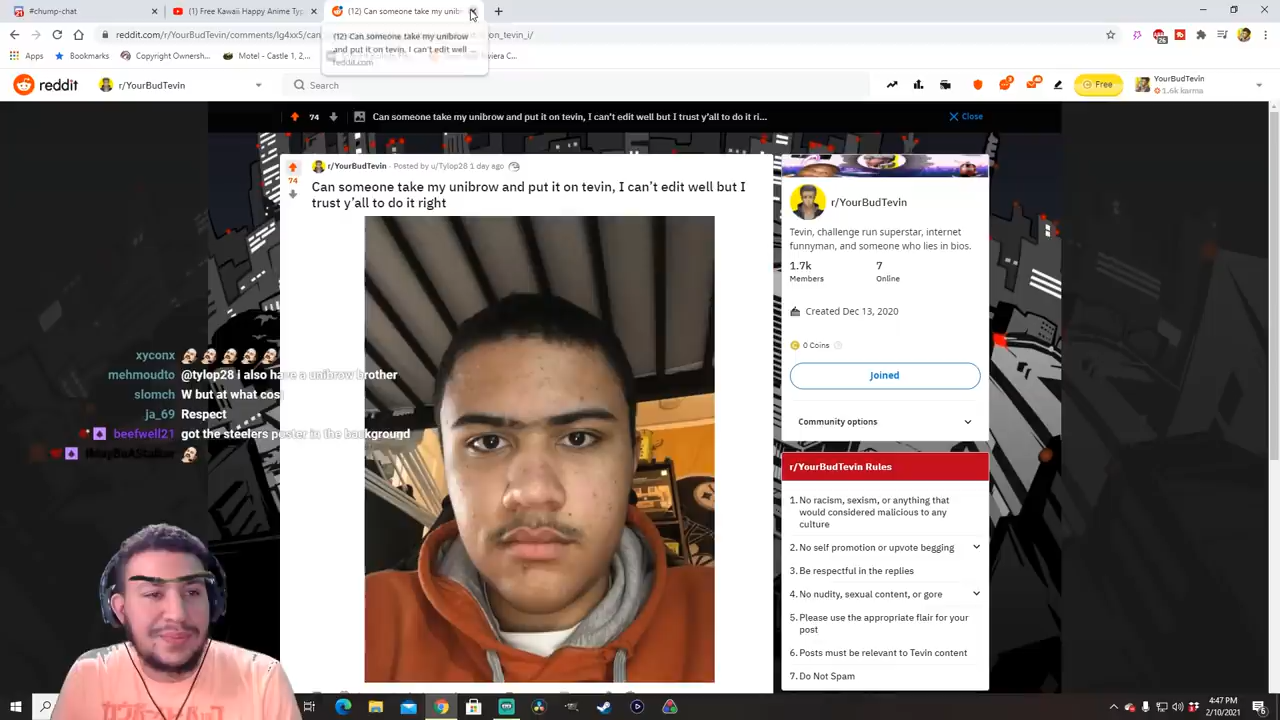 #chump-chat
(1) Free Kawaii Happy Anime Typ
(12) Can someone take my unibr
reddit.com/r/YourBudTevin/comments/lg4xx5/can_someone
on_tevin_i/
(12) Can someone take my unibrow
and put it on tevin. I can't edit well
reddit.com
Apps
Copyright Ownersh...
Motel - Castle 1, 2...
Riviera C...
reddit
r/YourBudTevin
Search
Free
YourBudTevin
1.6k karma
74
Can someone take my unibrow and put it on tevin, I can't edit well but I trust y'all to do it ri...
Close
r/YourBudTevin · Posted by u/Tylop28 1 day ago
74
Can someone take my unibrow and put it on tevin, I can't edit well but I
trust y'all to do it right
r/YourBudTevin
Tevin, challenge run superstar, internet
funnyman, and someone who lies in bios.
1.7k
Members
7
Online
Created Dec 13, 2020
0 Coins
Joined
Community options
r/YourBudTevin Rules
1. No racism, sexism, or anything that
would considered malicious to any
culture
2. No self promotion or upvote begging
3. Be respectful in the replies
4. No nudity, sexual content, or gore
5. Please use the appropriate flair for your
post
6. Posts must be relevant to Tevin content
7. Do Not Spam
xyconx
mehmoudto @tylop28 i also have a unibrow brother
slomch W but at what cost
ja_69 Respect
beefwell21 got the steelers poster in the background
4:47 PM
2/10/2021